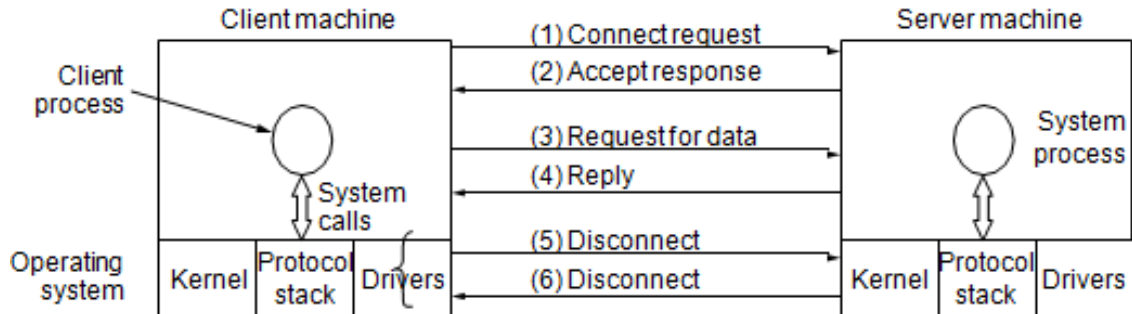 Client machine
Server machine
(1) Connect request
(2) Accept response
Client
process
(3) Request for data
System
process
(4) Reply
System
calls
(5) Disconnect
Operating
system
Kernel
Protocol
stack
Drivers
(6) Disconnect
Kernel
Protocol
stack
Drivers